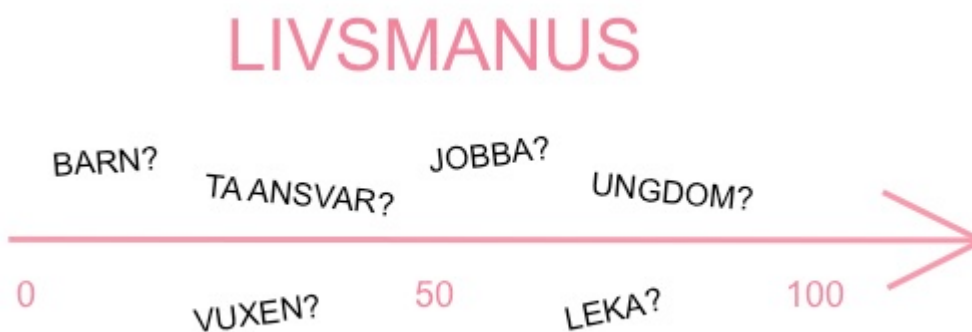 LIVSMANUS
BARN?
TA ANSVAR?
JOBBA?
UNGDOM?
0
50
100
VUXEN?
LEKA?